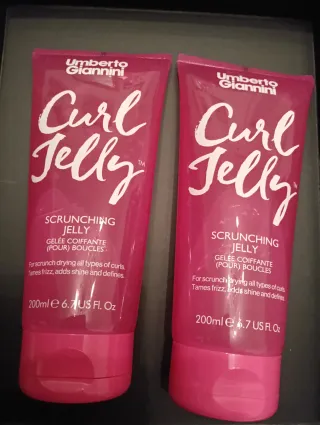 Umberto
Giannini
Curl
Jelly™
SCRUNCHING
JELLY
GELÉE COIFFANTE
(POUR) BOUCLES
For scrunch drying all types of curls.
Tames frizz, adds shine and defines.
200ml e 6.7 US Fl. Oz
Umberto
Giannini
Curl
Jelly™
SCRUNCHING
JELLY
GELÉE COIFFANTE
(POUR) BOUCLES
For scrunch drying all types of curls.
Tames frizz, adds shine and defines.
200ml e 6.7 US Fl. Oz